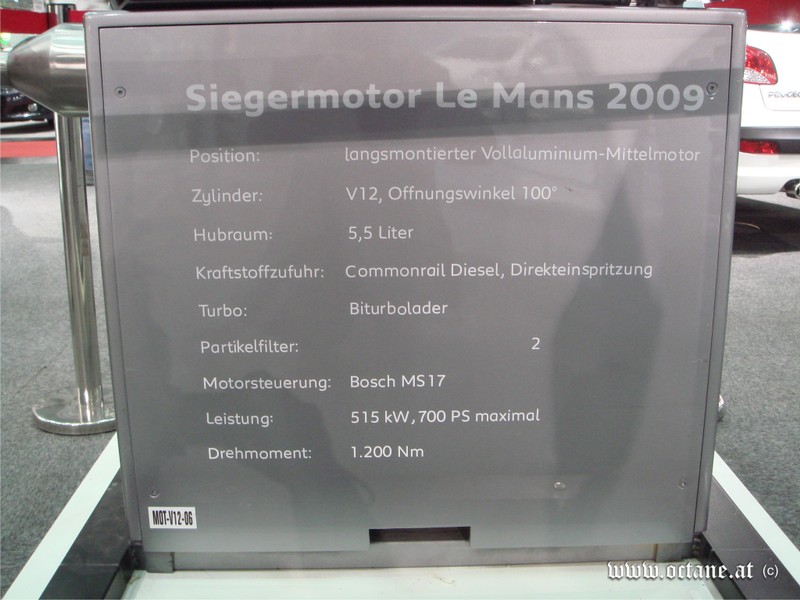 Siegermotor Le Mans 2009
Position: langsmontierter Vollaluminium-Mittelmotor
Zylinder: V12, Offnungswinkel 100°
Hubraum: 5,5 Liter
Kraftstoffzufuhr: Commonrail Diesel, Direkteinspritzung
Turbo: Biturbolader
Partikelfilter: 2
Motorsteuerung: Bosch MS17
Leistung: 515 kW, 700 PS maximal
Drehmoment: 1.200 Nm
MOT-V12-06
www.octane.at (c)